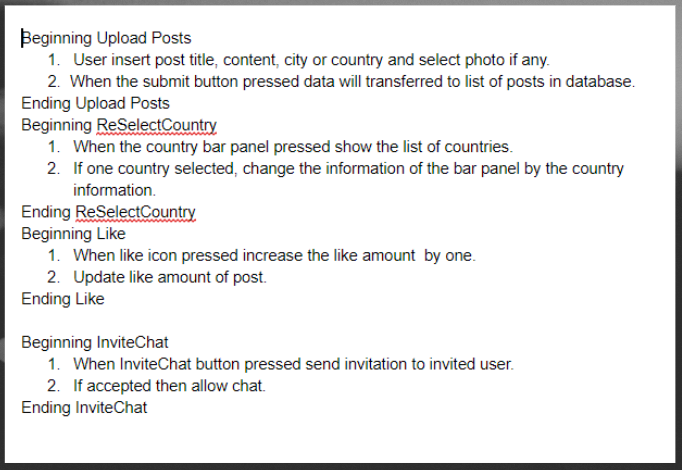 Beginning Upload Posts
1. User insert post title, content, city or country and select photo if any.
2. When the submit button pressed data will transferred to list of posts in database.
Ending Upload Posts
Beginning ReSelectCountry
1. When the country bar panel pressed show the list of countries.
2. If one country selected, change the information of the bar panel by the country
information.
Ending ReSelectCountry
Beginning Like
1. When like icon pressed increase the like amount  by one.
2. Update like amount of post.
Ending Like
Beginning InviteChat
1. When InviteChat button pressed send invitation to invited user.
2. If accepted then allow chat.
Ending InviteChat